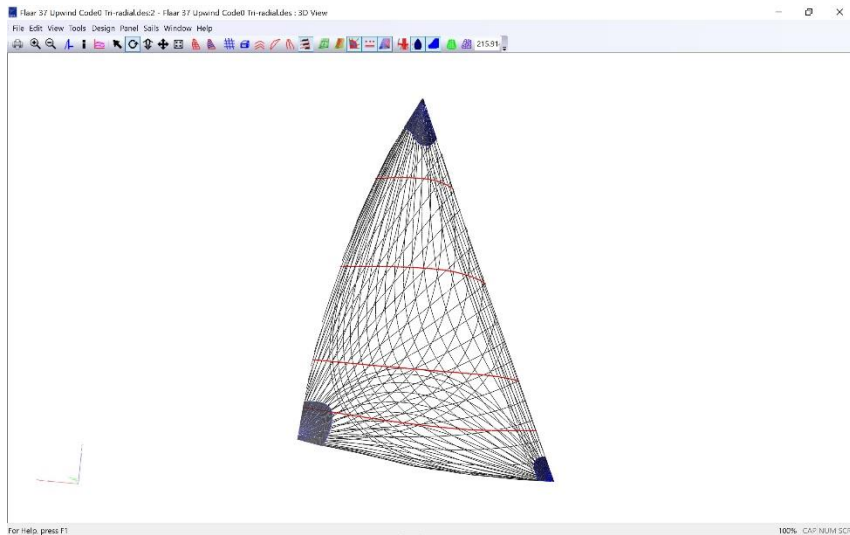 Flaar 37 Upwind Code0 Tri-radial.des:2 - Flaar 37 Upwind Code0 Tri-radial.des : 3D View
File Edit View Tools Design Panel Sails Window Help
215.91
For Help, press F1
100% CAP NUM SCF